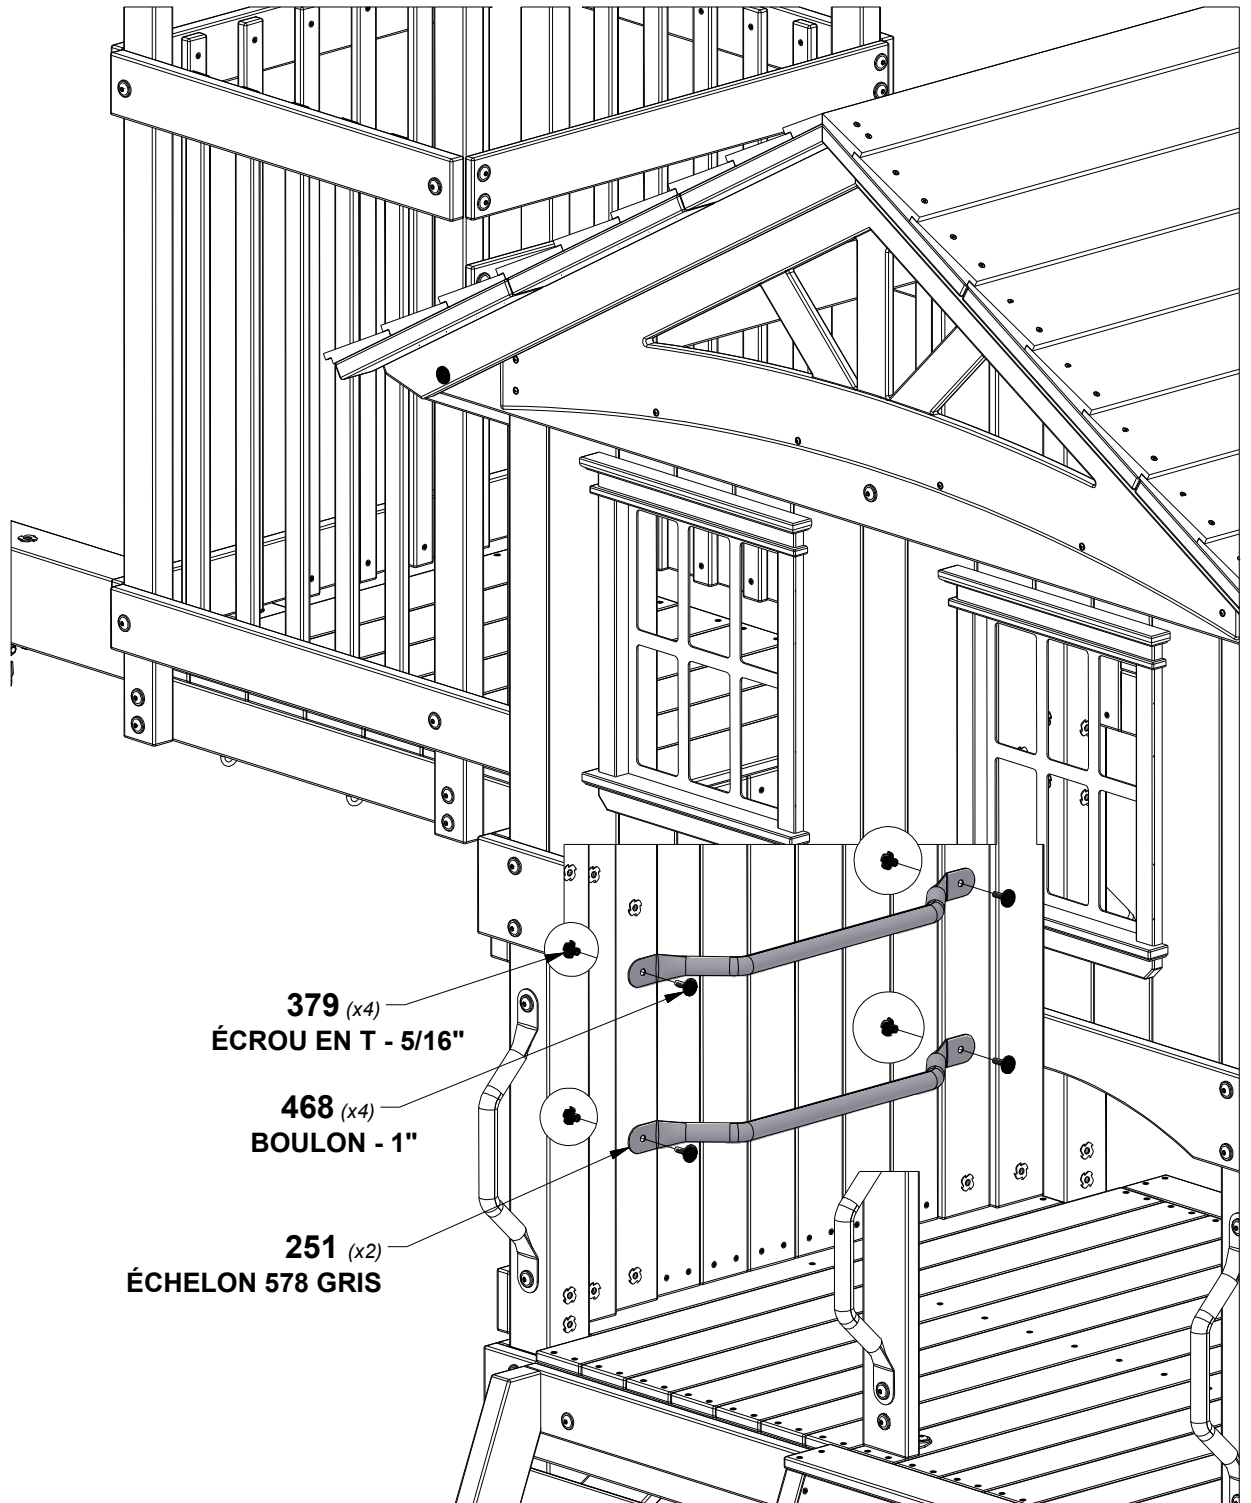 379 (x4)
ÉCROU EN T - 5/16"
468 (x4)
BOULON - 1"
251 (x2)
ÉCHELON 578 GRIS